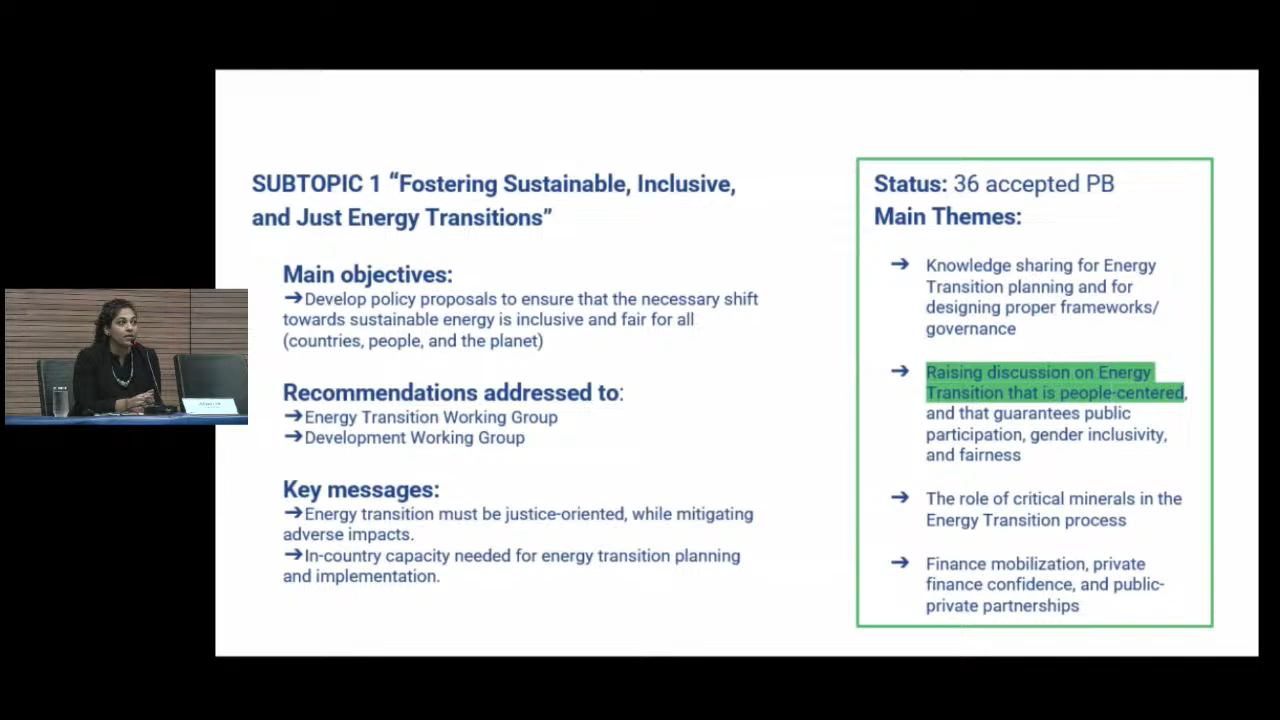 SUBTOPIC 1 “Fostering Sustainable, Inclusive,
and Just Energy Transitions”
Main objectives:
➔Develop policy proposals to ensure that the necessary shift
towards sustainable energy is inclusive and fair for all
(countries, people, and the planet)
Recommendations addressed to:
➔Energy Transition Working Group
➔Development Working Group
Key messages:
➔Energy transition must be justice-oriented, while mitigating
adverse impacts.
➔In-country capacity needed for energy transition planning
and implementation.
Status: 36 accepted PB
Main Themes:
➔ Knowledge sharing for Energy
Transition planning and for
designing proper frameworks/
governance
➔ Raising discussion on Energy
Transition that is people-centered,
and that guarantees public
participation, gender inclusivity,
and fairness
➔ The role of critical minerals in the
Energy Transition process
➔ Finance mobilization, private
finance confidence, and public-
private partnerships